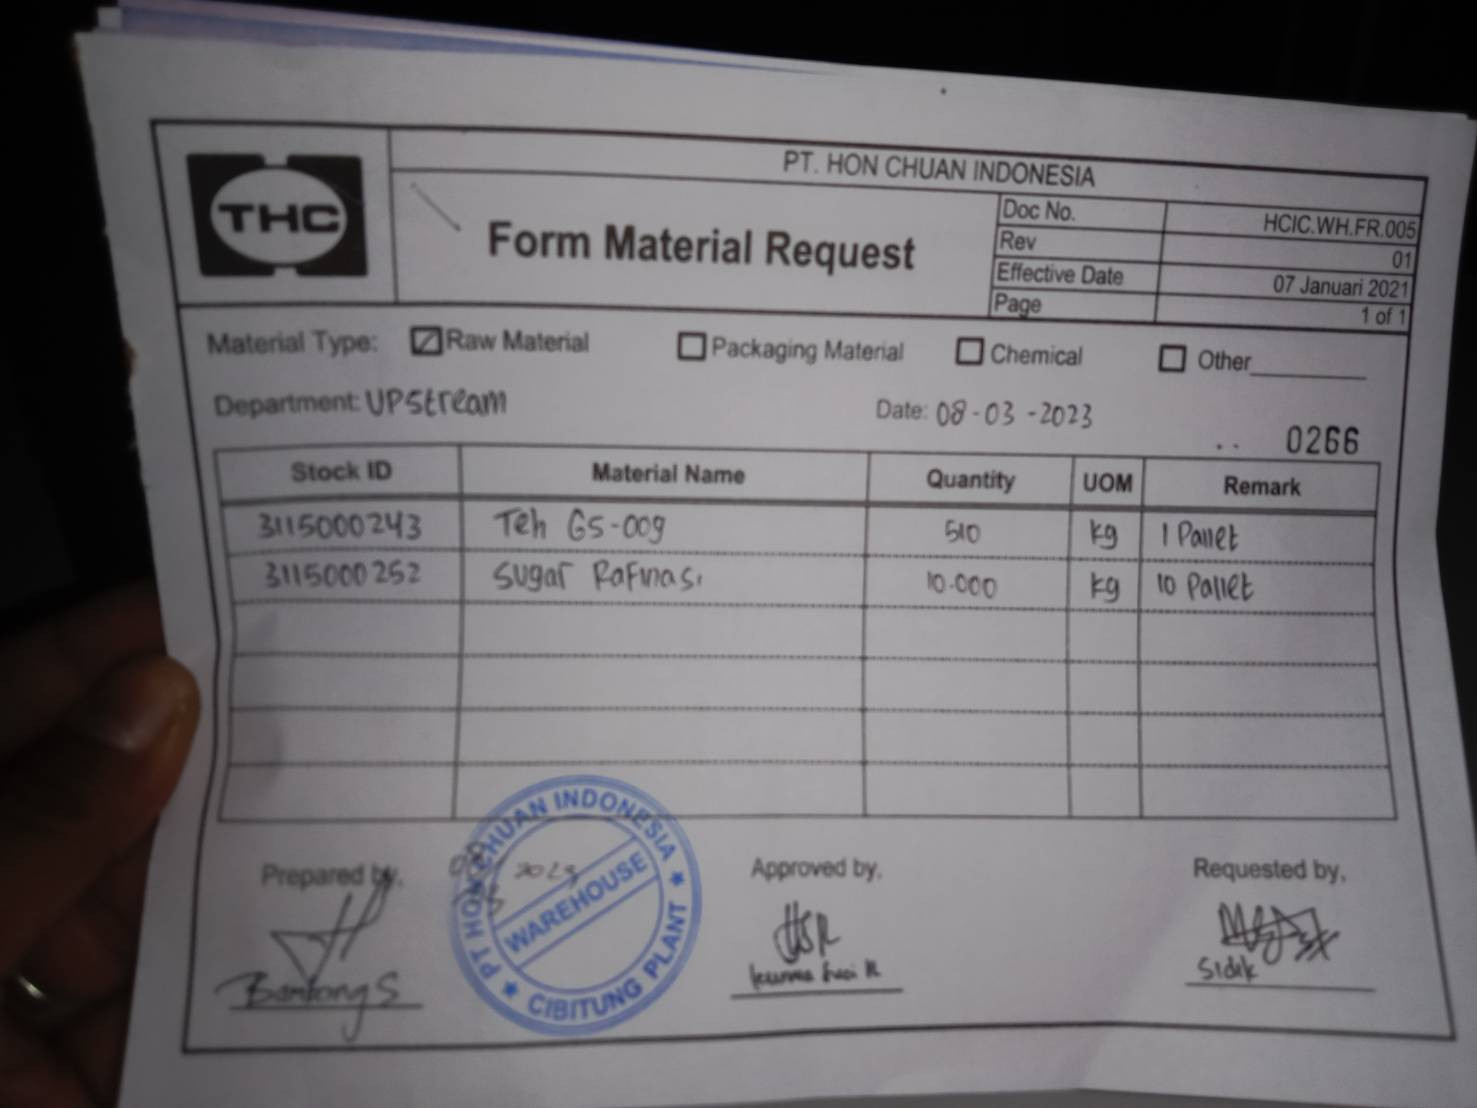 THC
PT. HON CHUAN INDONESIA
Form Material Request
Doc No. HCIC.WH.FR.005
Rev 01
Effective Date 07 Januari 2021
Page 1 of 1
Material Type: Raw Material Packaging Material Chemical Other
Department: UPStream Date: 08-03-2023
0266
Stock ID Material Name Quantity UOM Remark
3115000243 Teh GS-009 510 kg 1 Pallet
3115000252 Sugar Rafinasi 10.000 kg 10 Pallet
Prepared by, Approved by, Requested by,
2023
PT HON CHUAN INDONESIA
WAREHOUSE
CIBITUNG PLANT
Bambang S Sidik